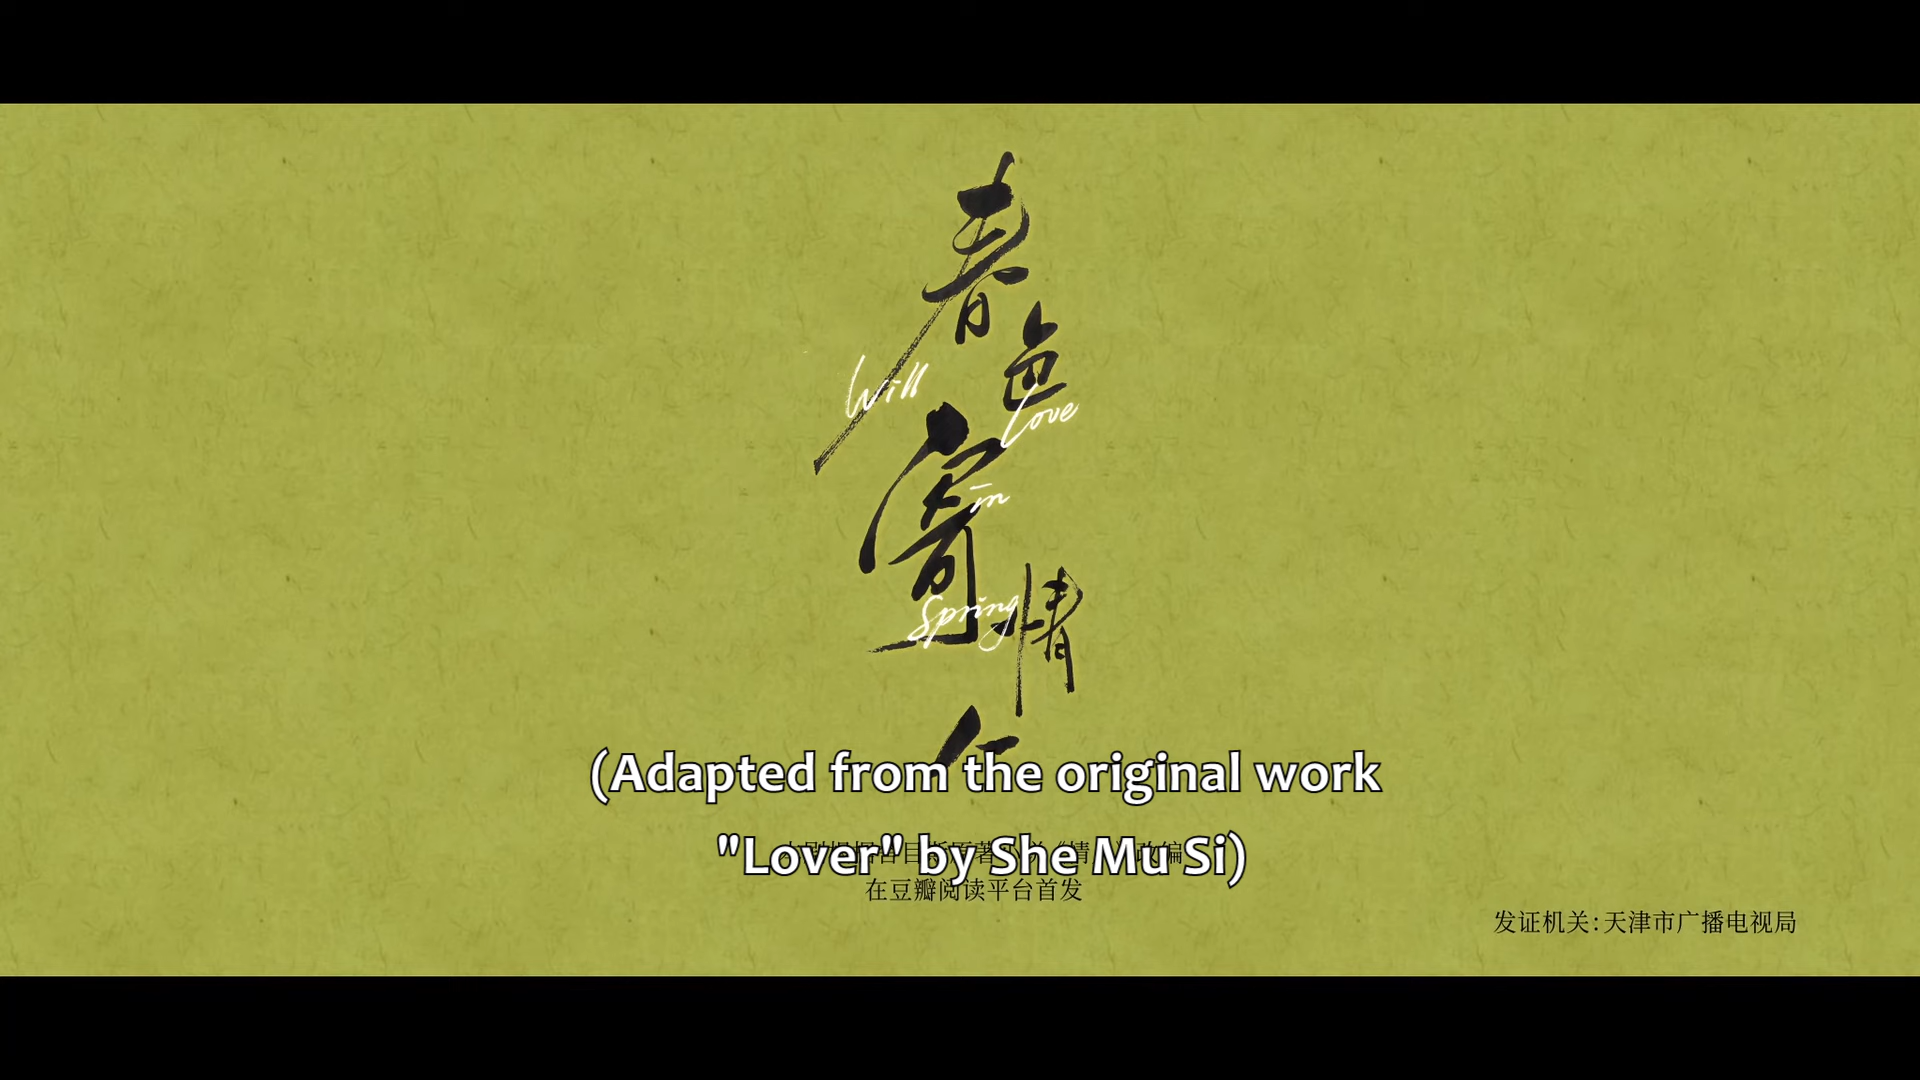 春色寄情人
Will
Love
in
Spring
(Adapted from the original work
"Lover" by She Mu Si)
在豆瓣阅读平台首发
发证机关:天津市广播电视局